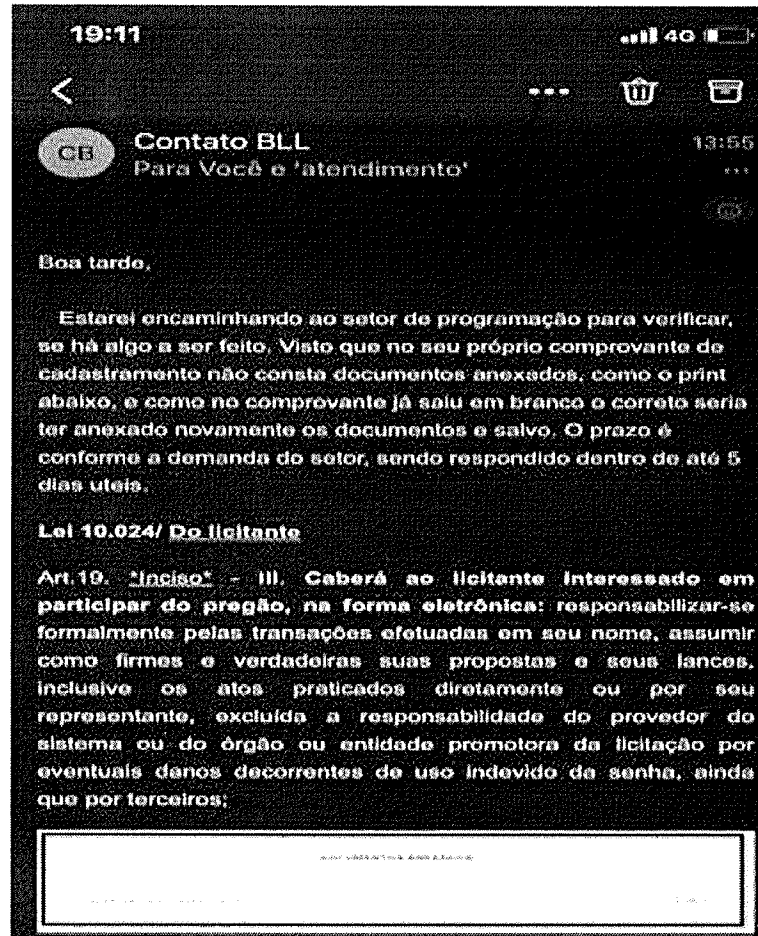 19:11
4G
CB
Contato BLL
13:55
Para Você e 'atendimento'
Boa tarde,
Estarei encaminhando ao setor de programação para verificar,
se há algo a ser feito, Visto que no seu próprio comprovante de
cadastramento não consta documentos anexados, como o print
abaixo, e como no comprovante já saiu em branco o correto seria
ter anexado novamente os documentos e salvo. O prazo é
conforme a demanda do setor, sendo respondido dentro de até 5
dias uteis.
Lei 10.024/ Do licitante
Art.19. *Inciso* - III. Caberá ao licitante interessado em
participar do pregão, na forma eletrônica: responsabilizar-se
formalmente pelas transações efetuadas em seu nome, assumir
como firmes e verdadeiras suas propostas e seus lances,
inclusive os atos praticados diretamente ou por seu
representante, excluída a responsabilidade do provedor do
sistema ou do órgão ou entidade promotora da licitação por
eventuais danos decorrentes de uso indevido da senha, ainda
que por terceiros;